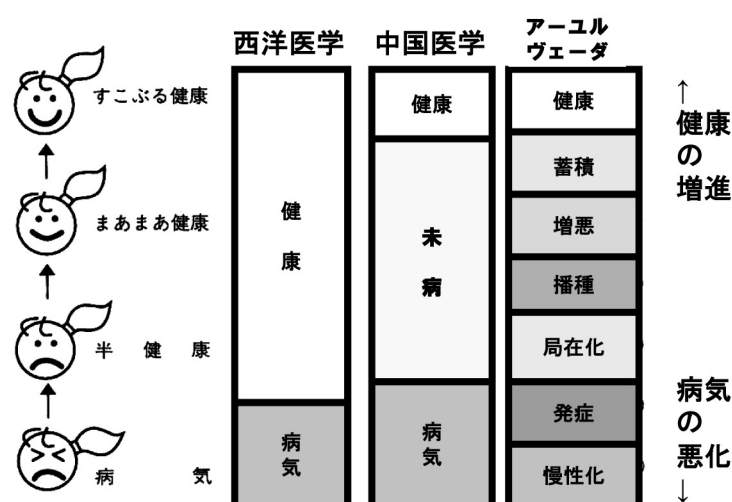 西洋医学
中国医学
アーユル
ヴェーダ
すこぶる健康
まあまあ健康
半健康
病気
健康
病気
健康
未病
病気
健康
蓄積
増悪
播種
局在化
発症
慢性化
↑
健康
の
増進
病気
の
悪化
↓